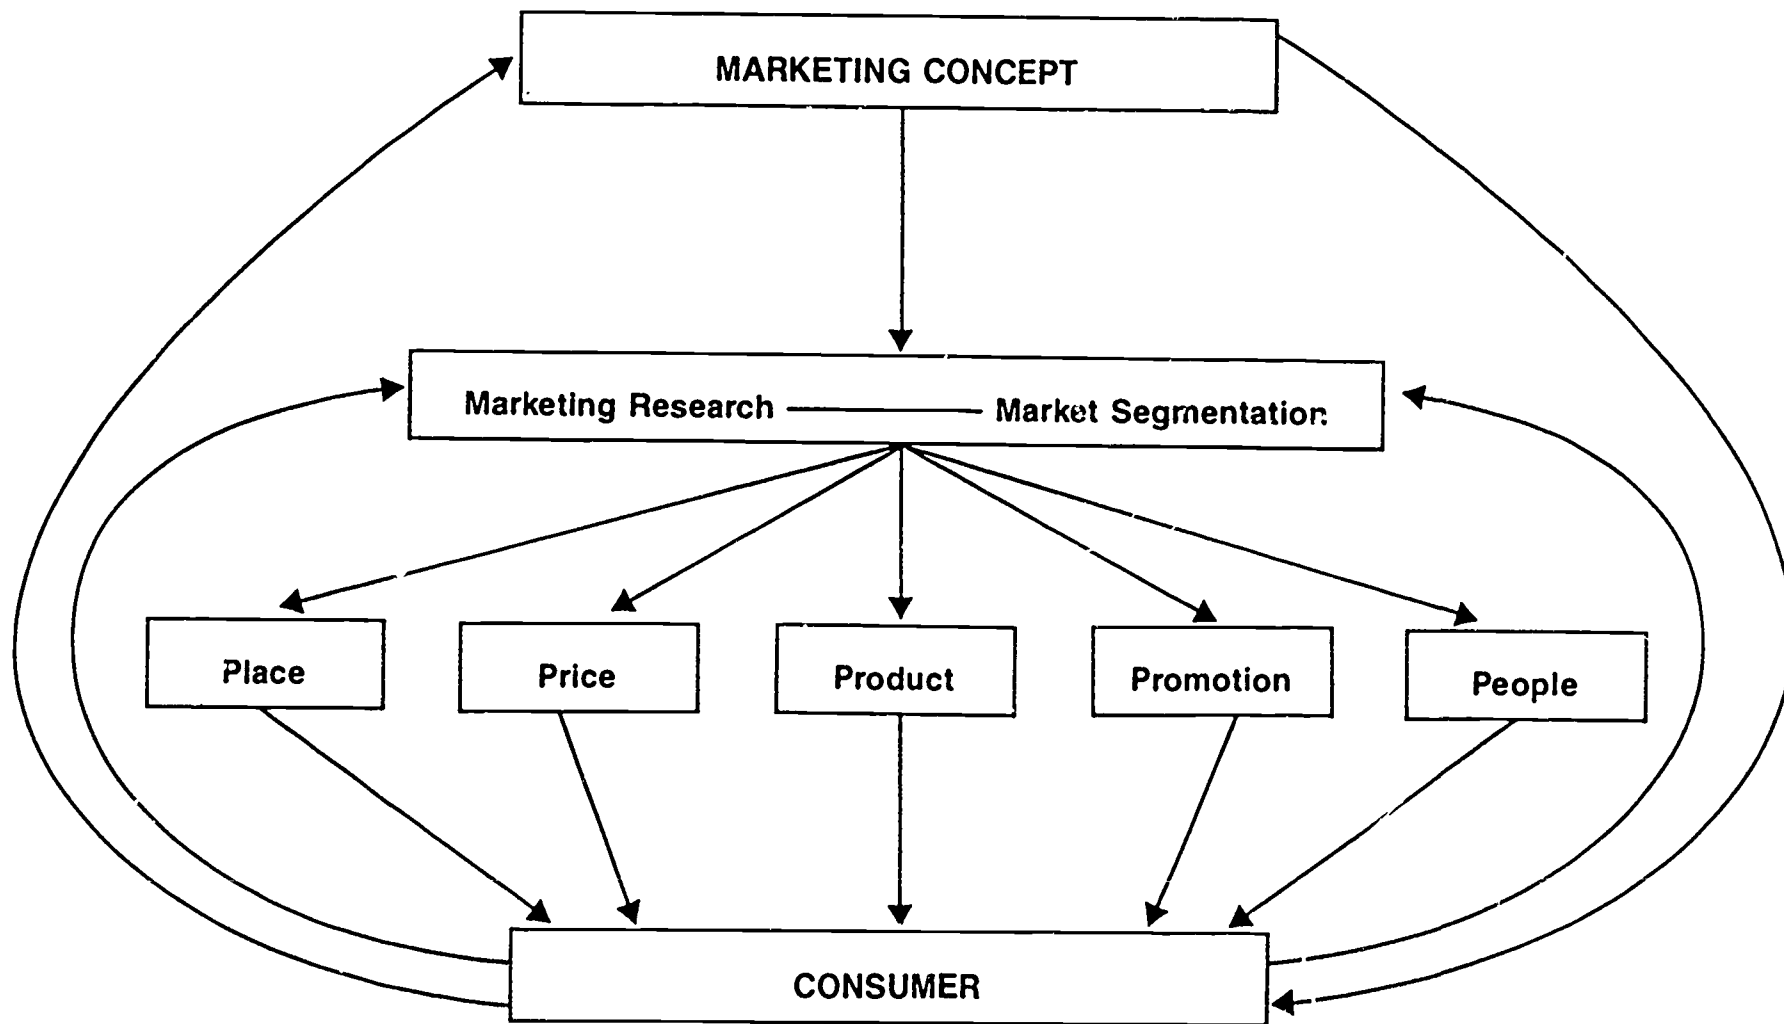 MARKETING CONCEPT
Marketing Research Market Segmentation
Place Price Product Promotion People
CONSUMER